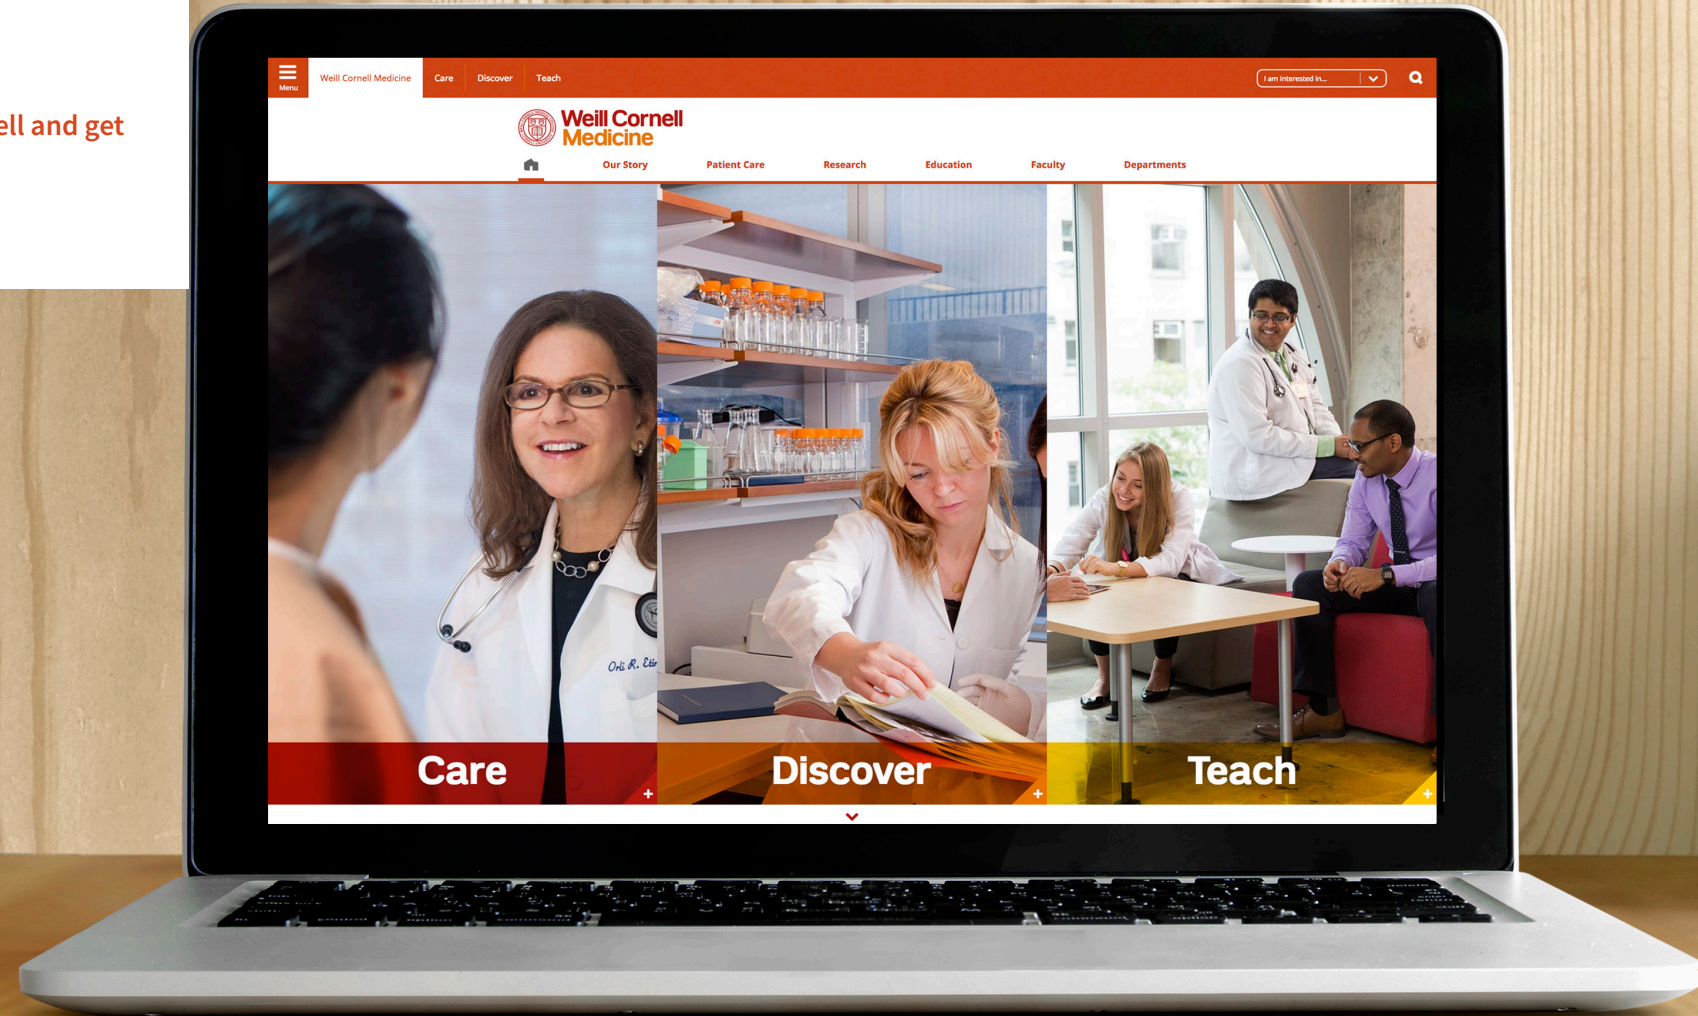 ell and get
Menu
Weill Cornell Medicine Care Discover Teach
I am interested in...
Weill Cornell
Medicine
Our Story Patient Care Research Education Faculty Departments
Orli R.
Care
Discover
Teach